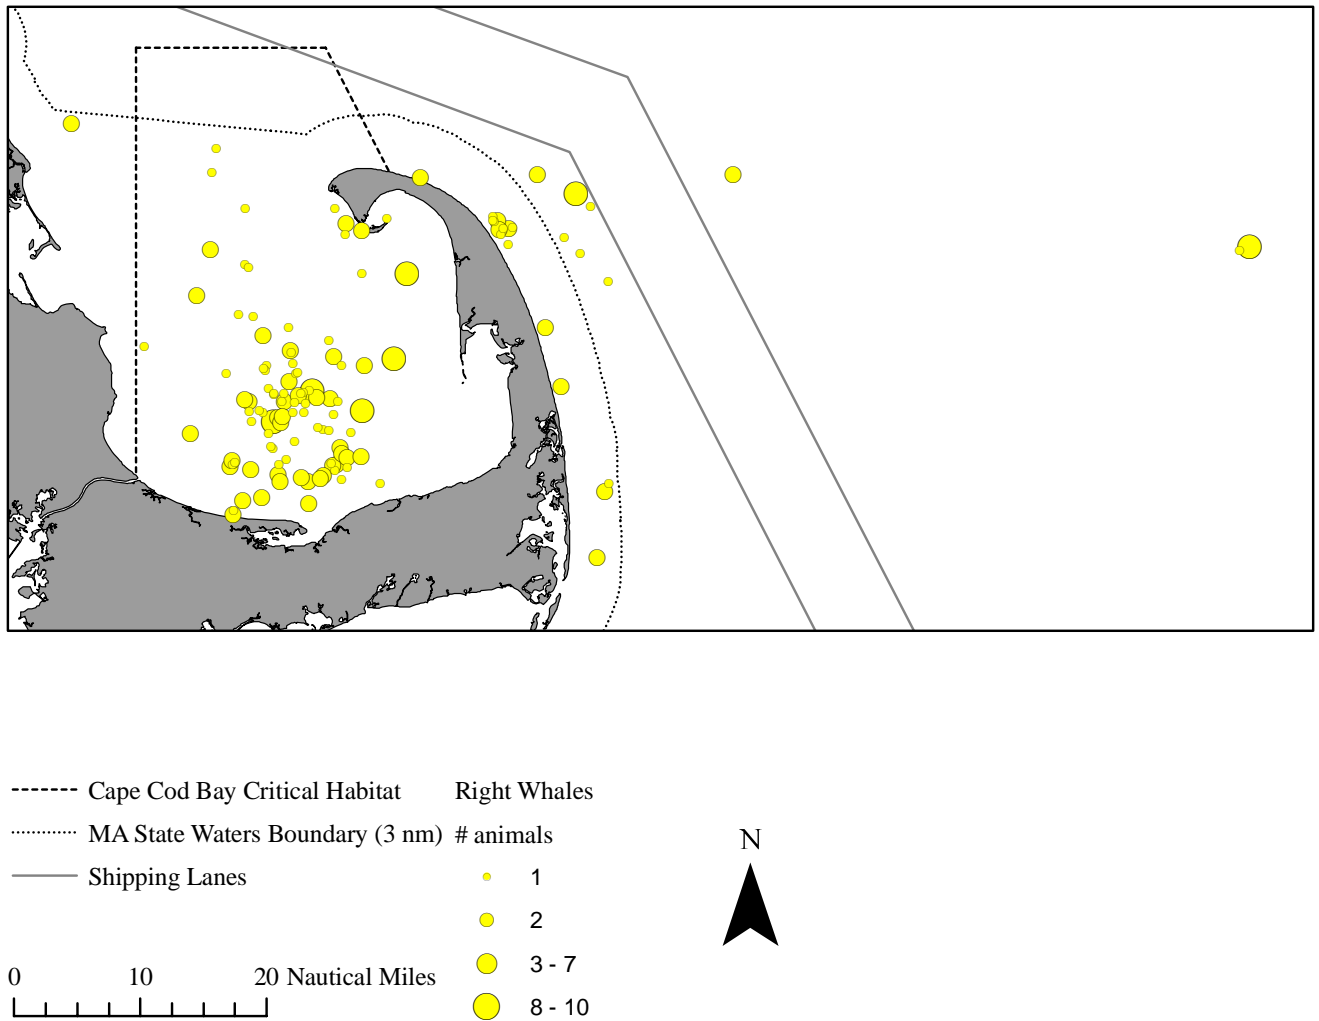 Cape Cod Bay Critical Habitat
MA State Waters Boundary (3 nm)
Shipping Lanes
0 10 20 Nautical Miles
Right Whales
# animals
1
2
3 - 7
8 - 10
N